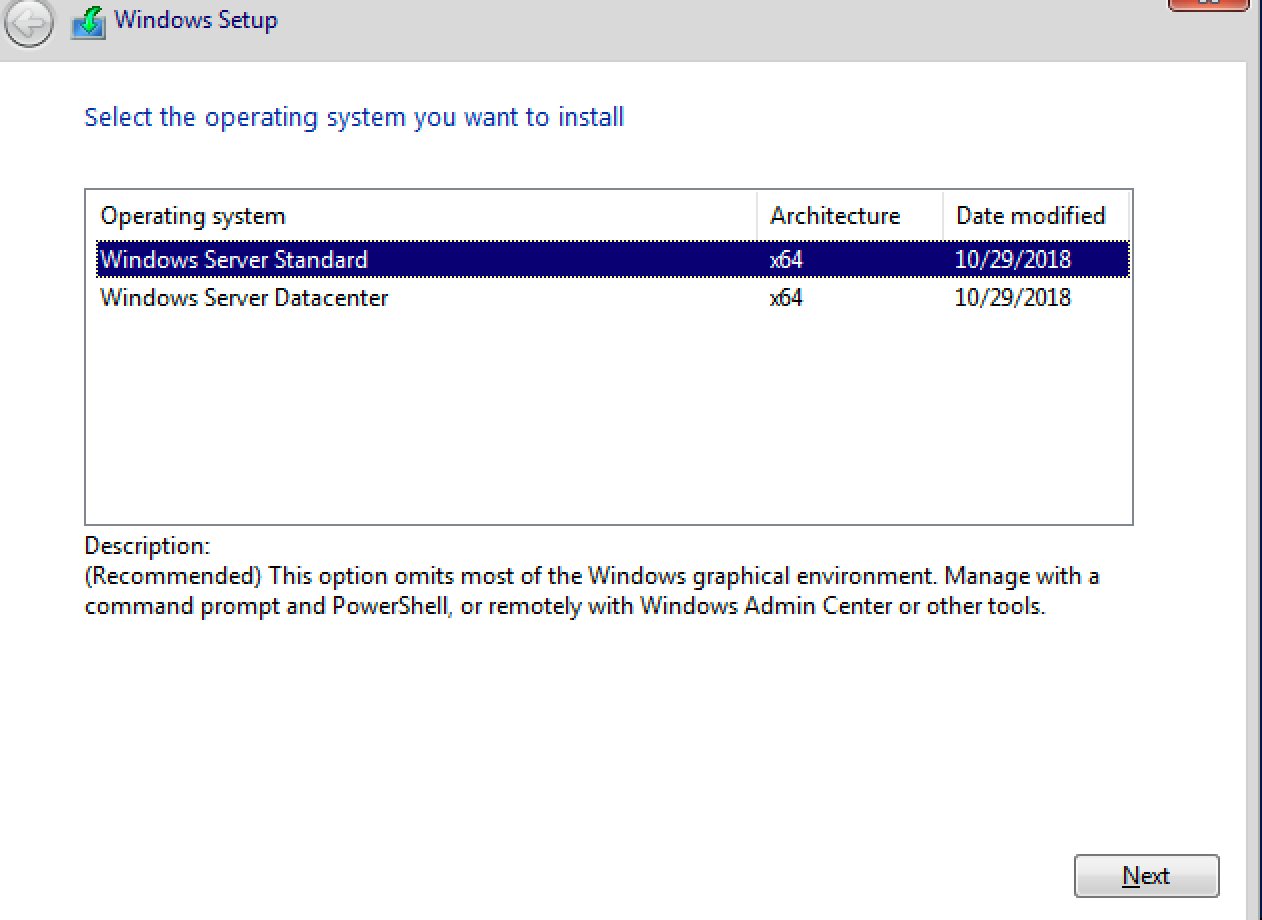 Windows Setup
Select the operating system you want to install
Operating system Architecture Date modified
Windows Server Standard x64 10/29/2018
Windows Server Datacenter x64 10/29/2018
Description:
(Recommended) This option omits most of the Windows graphical environment. Manage with a
command prompt and PowerShell, or remotely with Windows Admin Center or other tools.
Next